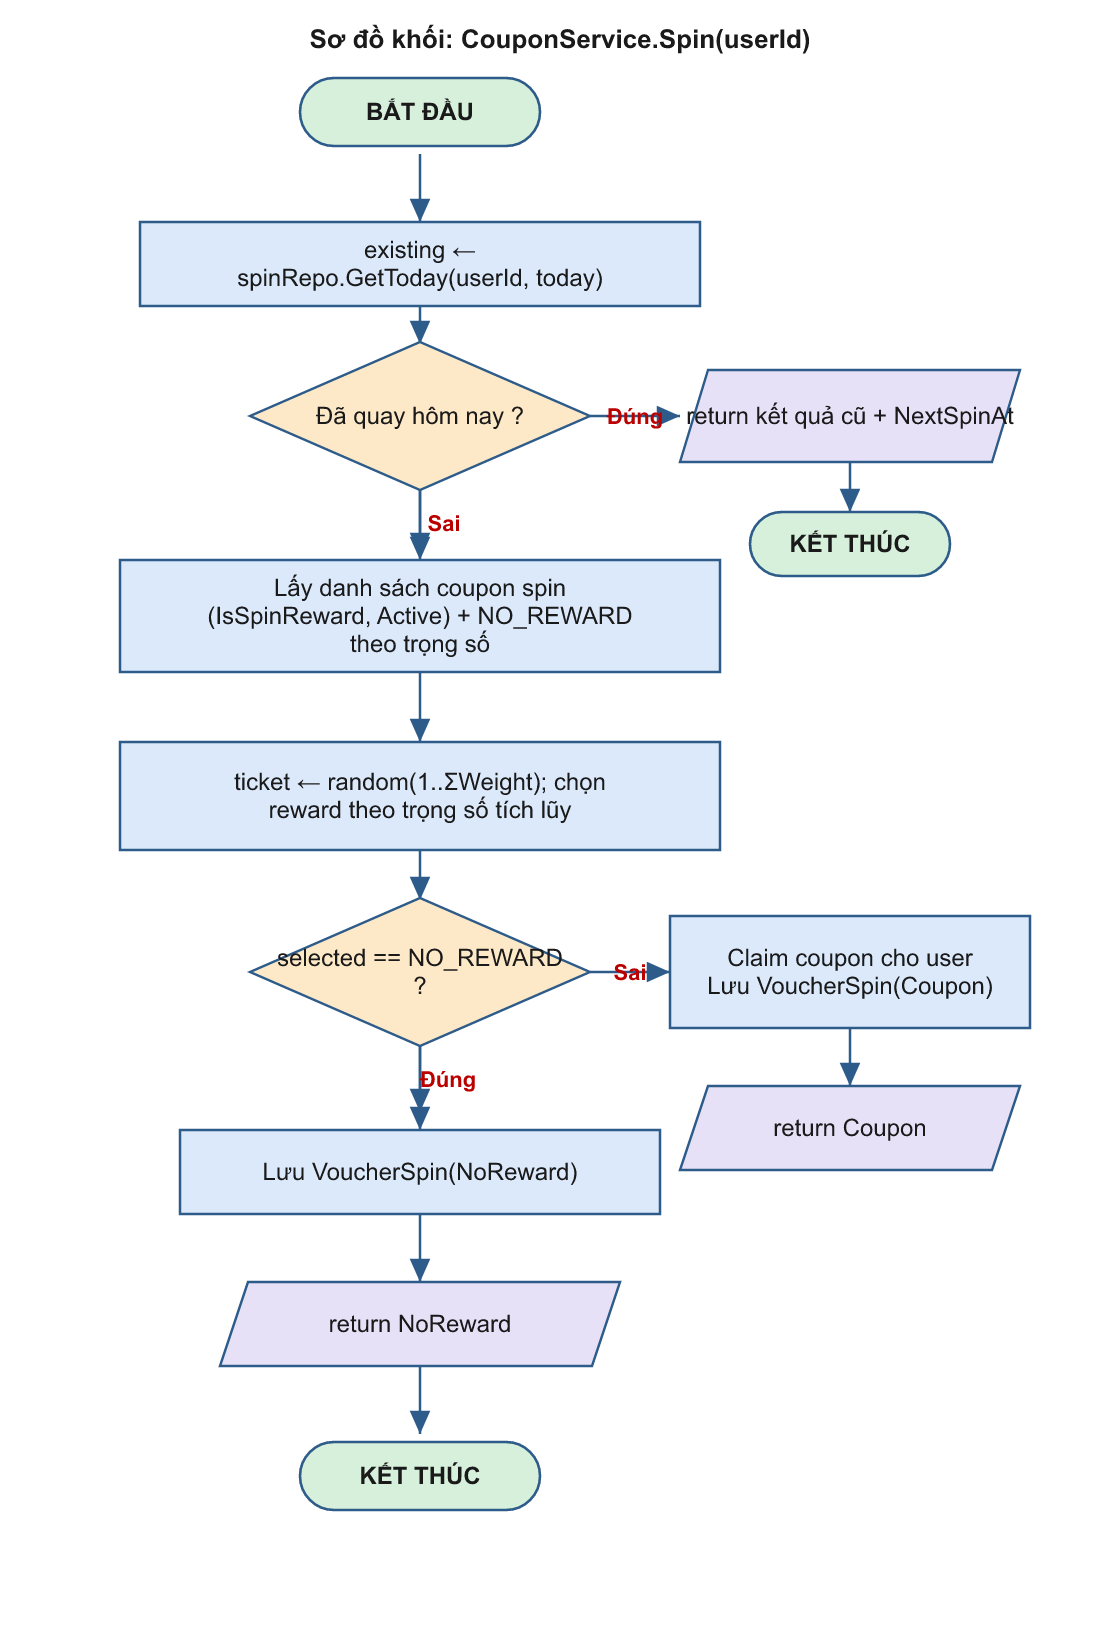 Sơ đồ khối: CouponService.Spin(userId)
BẮT ĐẦU
existing ←
spinRepo.GetToday(userId, today)
Đã quay hôm nay ?
Đúng
return kết quả cũ + NextSpinAt
KẾT THÚC
Sai
Lấy danh sách coupon spin
(IsSpinReward, Active) + NO_REWARD
theo trọng số
ticket ← random(1..ΣWeight); chọn
reward theo trọng số tích lũy
selected == NO_REWARD
?
Sai
Claim coupon cho user
Lưu VoucherSpin(Coupon)
return Coupon
Đúng
Lưu VoucherSpin(NoReward)
return NoReward
KẾT THÚC